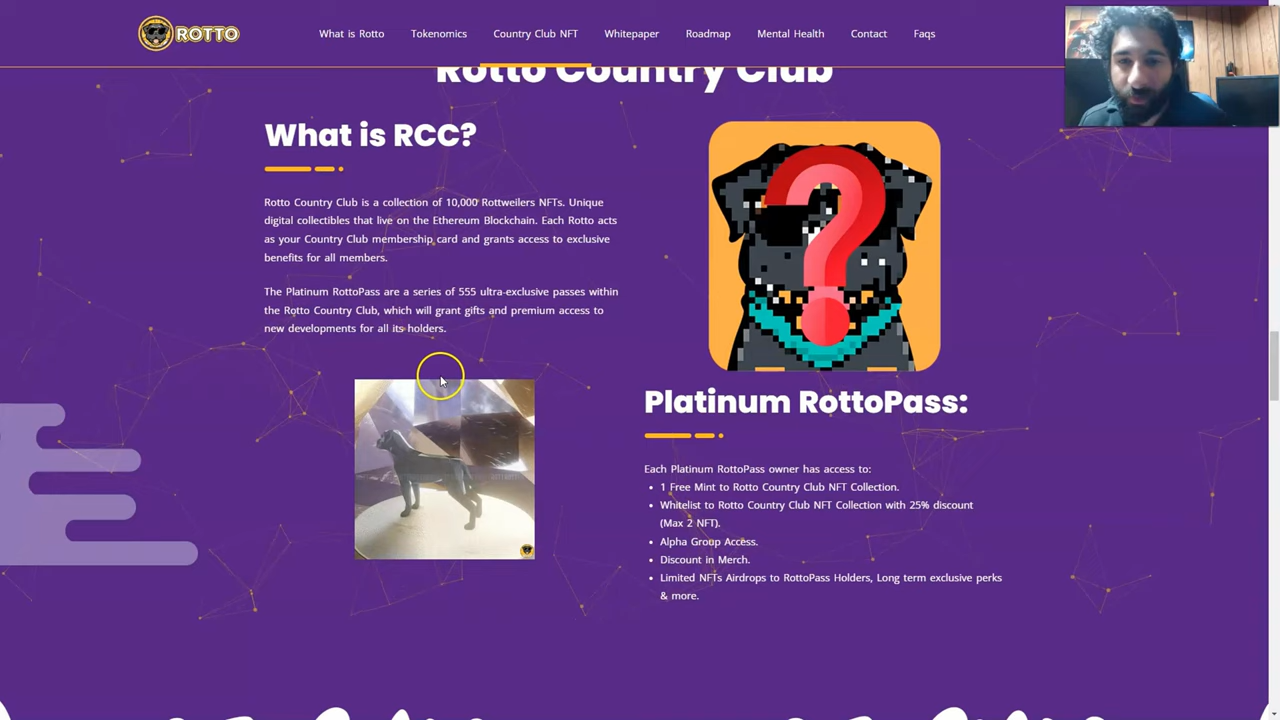 ROTTO
What is Rotto
Tokenomics
Country Club NFT
Whitepaper
Roadmap
Mental Health
Contact
Faqs
Rotto Country Club
What is RCC?
Rotto Country Club is a collection of 10,000 Rottweilers NFTs. Unique
digital collectibles that live on the Ethereum Blockchain. Each Rotto acts
as your Country Club membership card and grants access to exclusive
benefits for all members.
The Platinum RottoPass are a series of 555 ultra-exclusive passes within
the Rotto Country Club, which will grant gifts and premium access to
new developments for all its holders.
Platinum RottoPass:
Each Platinum RottoPass owner has access to:
• 1 Free Mint to Rotto Country Club NFT Collection.
• Whitelist to Rotto Country Club NFT Collection with 25% discount
(Max 2 NFT).
• Alpha Group Access.
• Discount in Merch.
• Limited NFTs Airdrops to RottoPass Holders, Long term exclusive perks
& more.